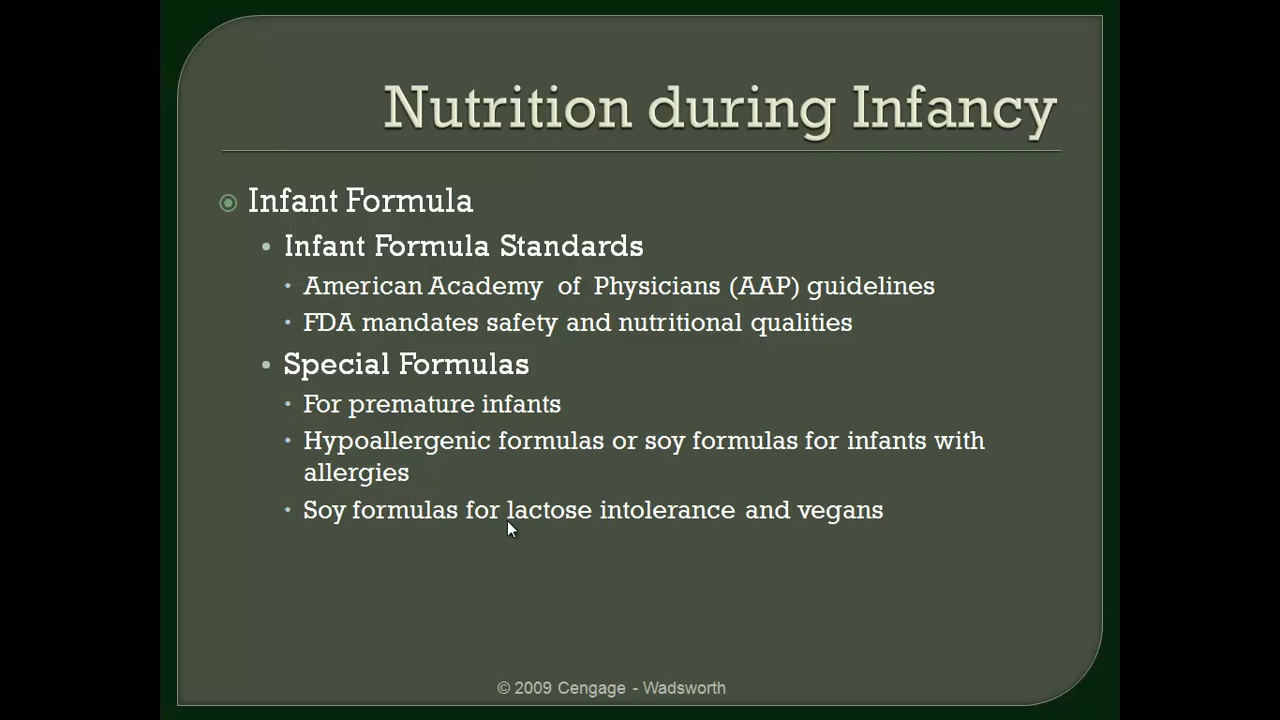 Nutrition during Infancy
Infant Formula
Infant Formula Standards
American Academy of Physicians (AAP) guidelines
FDA mandates safety and nutritional qualities
Special Formulas
For premature infants
Hypoallergenic formulas or soy formulas for infants with
allergies
Soy formulas for lactose intolerance and vegans
© 2009 Cengage - Wadsworth